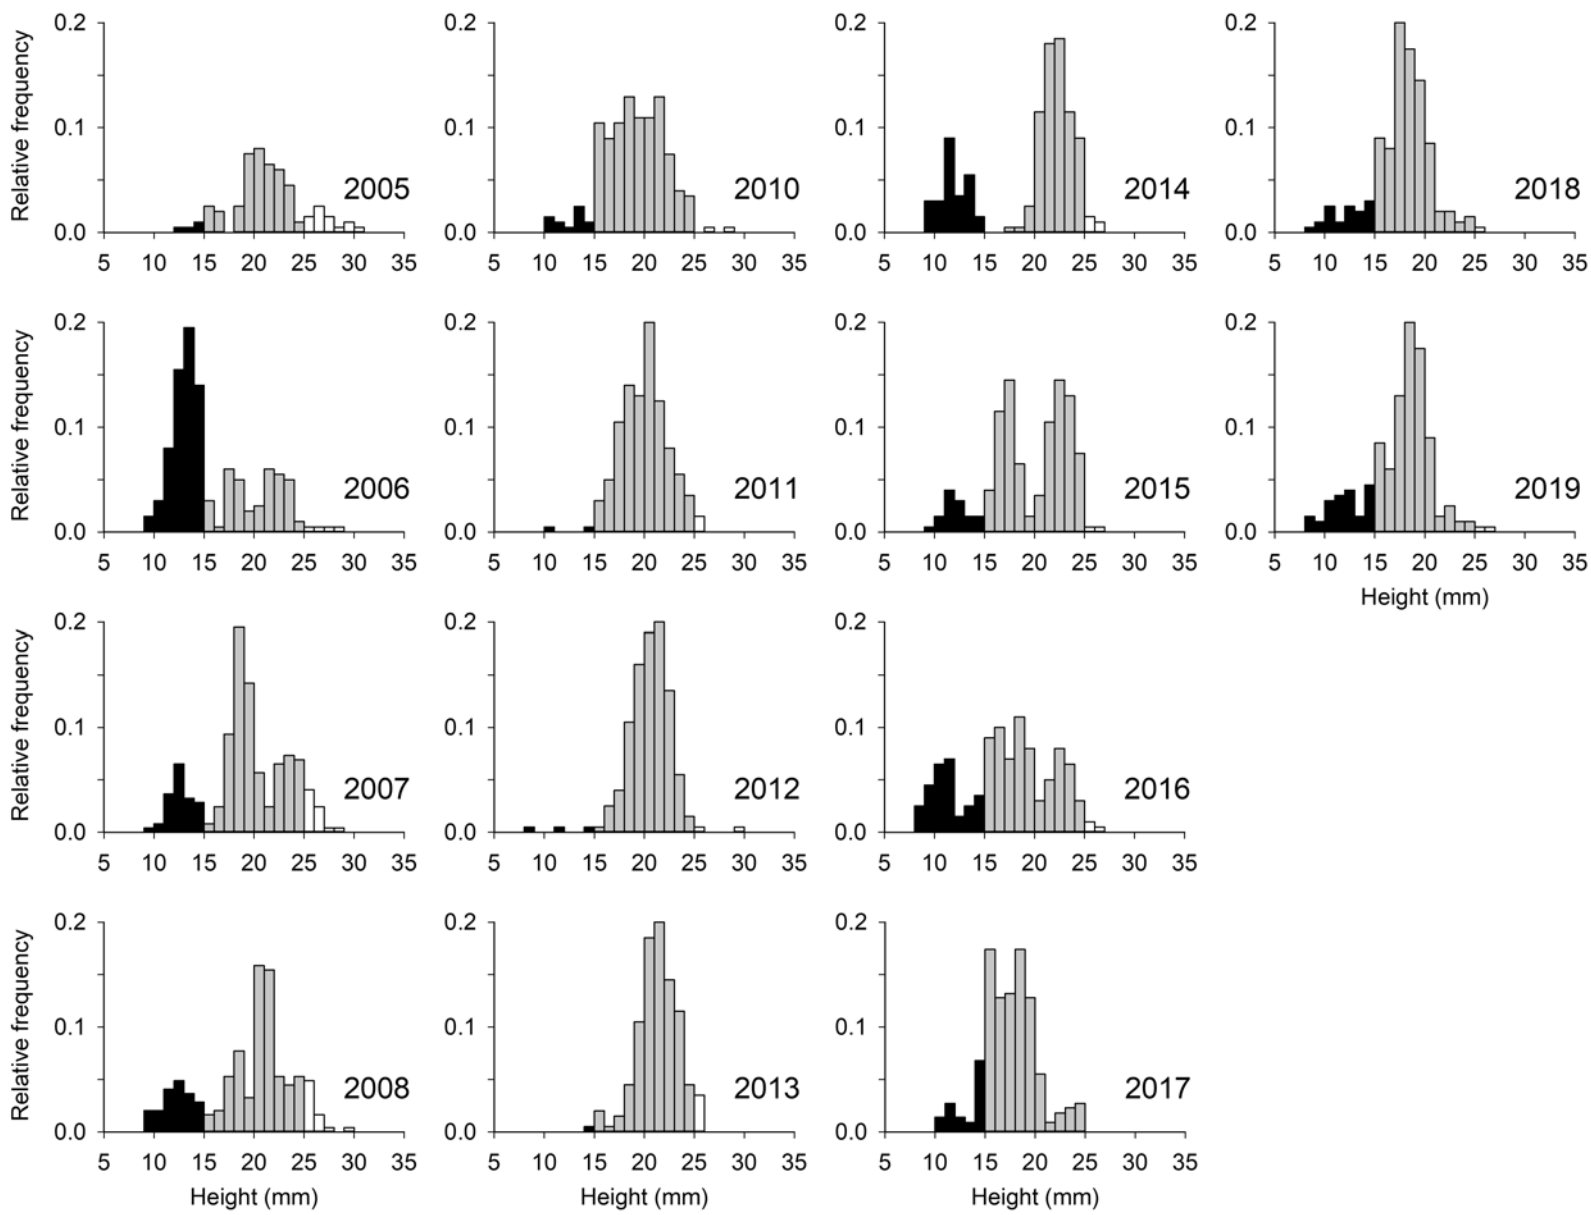 0.2 0.2 0.2 0.2
Relative frequency
0.1 0.1 0.1 0.1
2005 2010 2014 2018
0.0 0.0 0.0 0.0
5 10 15 20 25 30 35 5 10 15 20 25 30 35 5 10 15 20 25 30 35 5 10 15 20 25 30 35
0.2 0.2 0.2 0.2
Relative frequency
0.1 0.1 0.1 0.1
2006 2011 2015 2019
0.0 0.0 0.0 0.0
5 10 15 20 25 30 35 5 10 15 20 25 30 35 5 10 15 20 25 30 35 5 10 15 20 25 30 35
Height (mm)
0.2 0.2 0.2
Relative frequency
0.1 0.1 0.1
2007 2012 2016
0.0 0.0 0.0
5 10 15 20 25 30 35 5 10 15 20 25 30 35 5 10 15 20 25 30 35
0.2 0.2 0.2
Relative frequency
0.1 0.1 0.1
2008 2013 2017
0.0 0.0 0.0
5 10 15 20 25 30 35 5 10 15 20 25 30 35 5 10 15 20 25 30 35
Height (mm) Height (mm) Height (mm)